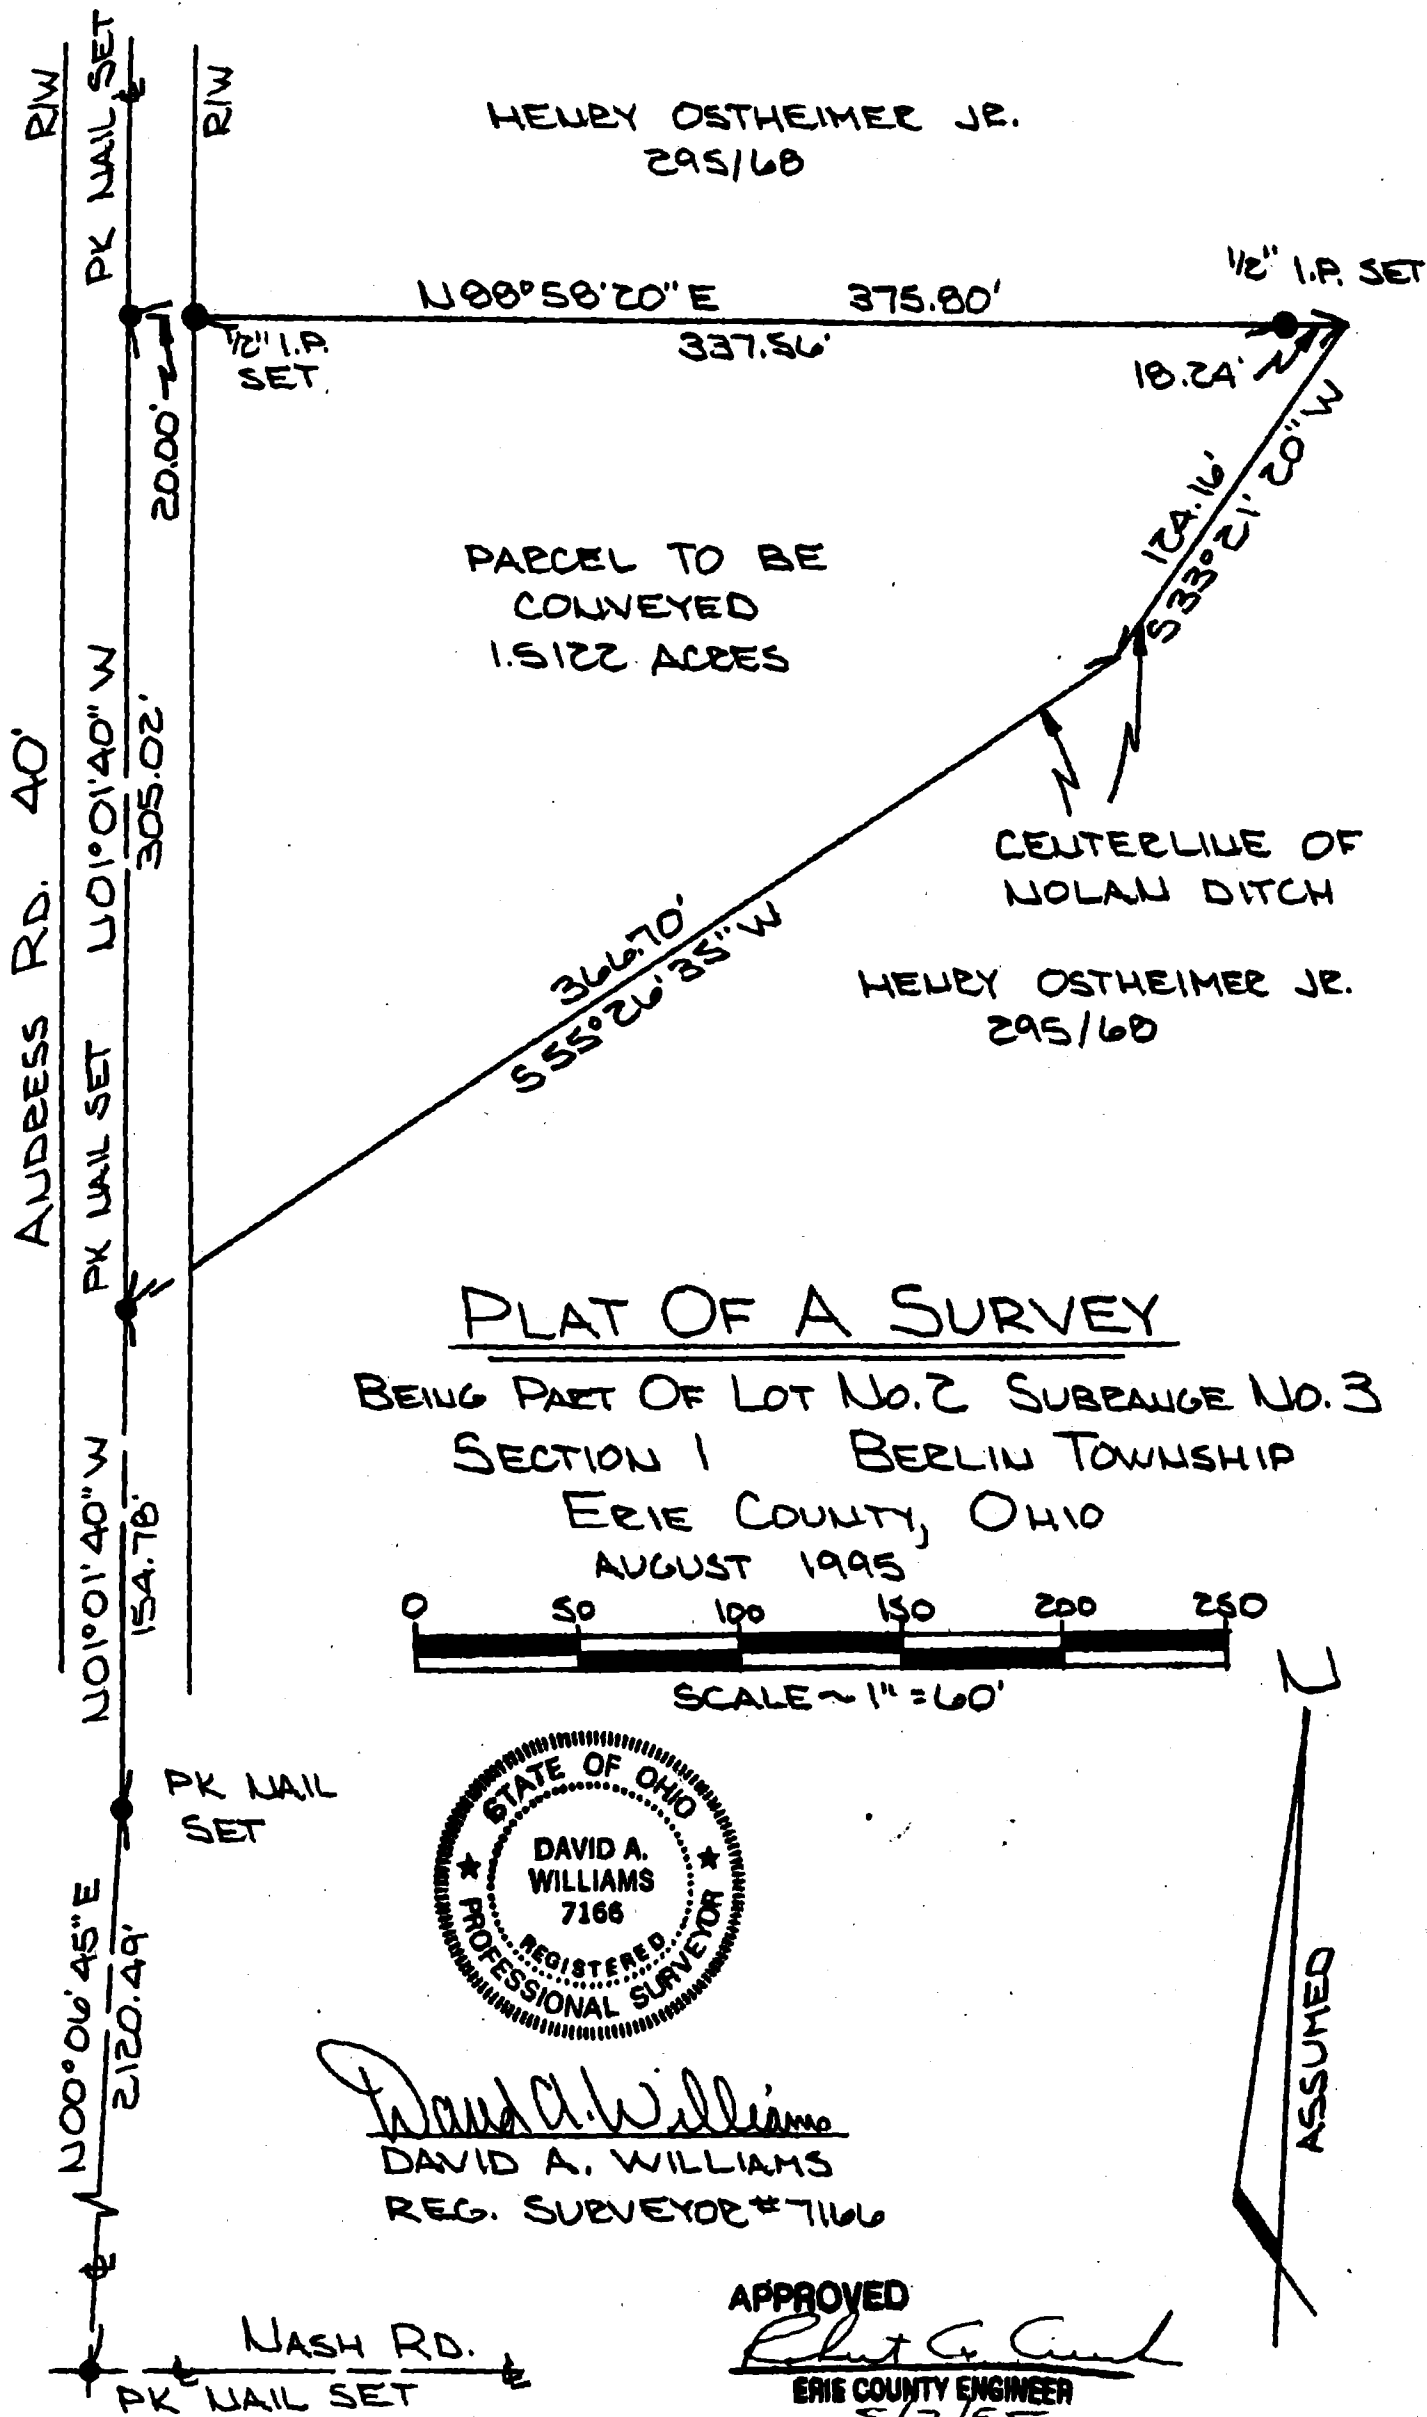 R/W
PK NAIL SET
R/W
HENRY OSTHEIMER JR.
295/68
1/2" I.P. SET
N88°58'20"E 375.80'
337.56'
1/2" I.P.
SET
18.24'
20.00'
124.16'
S33°21'20"W
PARCEL TO BE
CONVEYED
1.5122 ACRES
ANDRESS RD. 40'
PK NAIL SET N01°01'40"W
305.02'
CENTERLINE OF
NOLAN DITCH
366.70'
S55°26'35"W
HENRY OSTHEIMER JR.
295/68
PLAT OF A SURVEY
BEING PART OF LOT NO.2 SUBRANGE NO.3
SECTION 1 BERLIN TOWNSHIP
ERIE COUNTY, OHIO
AUGUST 1995
0 50 100 150 200 250
SCALE~1"=60'
N01°01'40"W
154.78'
N
PK NAIL
SET
STATE OF OHIO
DAVID A.
WILLIAMS
7166
REGISTERED
PROFESSIONAL SURVEYOR
N00°06'45"E
2120.49'
ASSUMED
David A. Williams
DAVID A. WILLIAMS
REG. SURVEYOR #7166
APPROVED
NASH RD.
PK NAIL SET
ERIE COUNTY ENGINEER